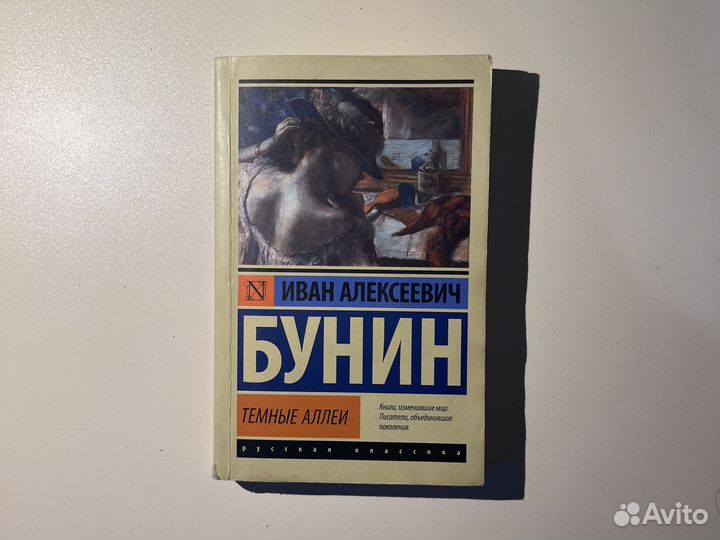 N
ИВАН АЛЕКСЕЕВИЧ
БУНИН
ТЕМНЫЕ АЛЛЕИ
Книги, изменившие мир.
Писатели, объединившие
поколения.
русская классика
Avito